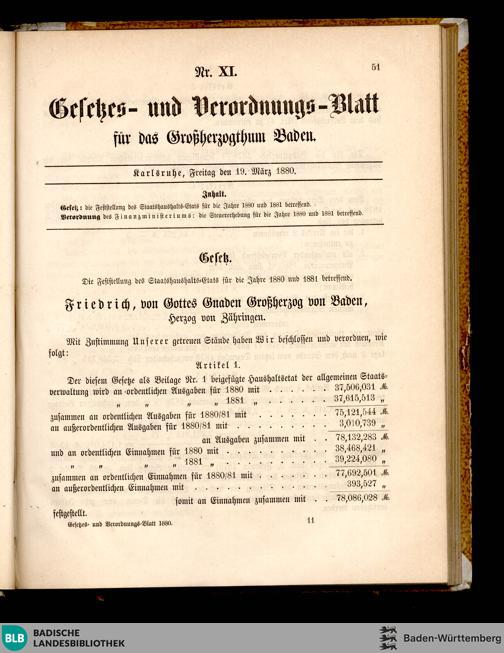 51
Nr. XI.
Gesetzes- und Verordnungs-Blatt
für das Großherzogthum Baden.
Karlsruhe, Freitag den 19. März 1880.
Inhalt.
Gesetz: die Feststellung des Staatshaushalts-Etats für die Jahre 1880 und 1881 betreffend.
Verordnung des Finanzministeriums: die Steuererhebung für die Jahre 1880 und 1881 betreffend.
Gesetz.
Die Feststellung des Staatshaushalts-Etats für die Jahre 1880 und 1881 betreffend.
Friedrich, von Gottes Gnaden Großherzog von Baden,
Herzog von Zähringen.
Mit Zustimmung Unserer getreuen Stände haben Wir beschlossen und verordnen, wie
folgt:
Artikel 1.
Der diesem Gesetze als Beilage Nr. 1 beigefügte Haushaltsetat der allgemeinen Staats-
verwaltung wird an ordentlichen Ausgaben für 1880 mit . . . . . . . 37,506,031 ℳ
„ „ „ „ 1881 „ . . . . . . . 37,615,513 „
zusammen an ordentlichen Ausgaben für 1880/81 mit . . . . . . . 75,121,544 ℳ
an außerordentlichen Ausgaben für 1880/81 mit . . . . . . . 3,010,739 „
an Ausgaben zusammen mit . . 78,132,283 ℳ
und an ordentlichen Einnahmen für 1880 mit . . . . . . . 38,468,421 „
„ „ „ „ 1881 „ . . . . . . . 39,224,080 „
zusammen an ordentlichen Einnahmen für 1880/81 mit . . . . . . . 77,692,501 ℳ
an außerordentlichen Einnahmen mit . . . . . . . 393,527 „
somit an Einnahmen zusammen mit . . 78,086,028 ℳ
festgestellt.
Gesetzes- und Verordnungs-Blatt 1880. 11
BLB BADISCHE
LANDESBIBLIOTHEK
Baden-Württemberg